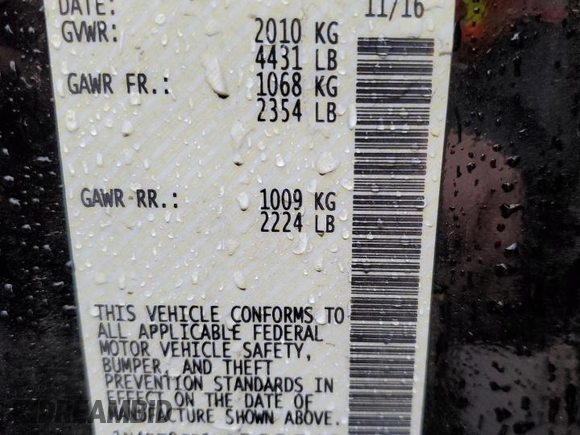 DATE: 11/16
GVWR: 2010 KG
4431 LB
GAWR FR.: 1068 KG
2354 LB
GAWR RR.: 1009 KG
2224 LB
THIS VEHICLE CONFORMS TO
ALL APPLICABLE FEDERAL
MOTOR VEHICLE SAFETY,
BUMPER, AND THEFT
PREVENTION STANDARDS IN
EFFECT ON THE DATE OF
MANUFACTURE SHOWN ABOVE.
DREAMBID